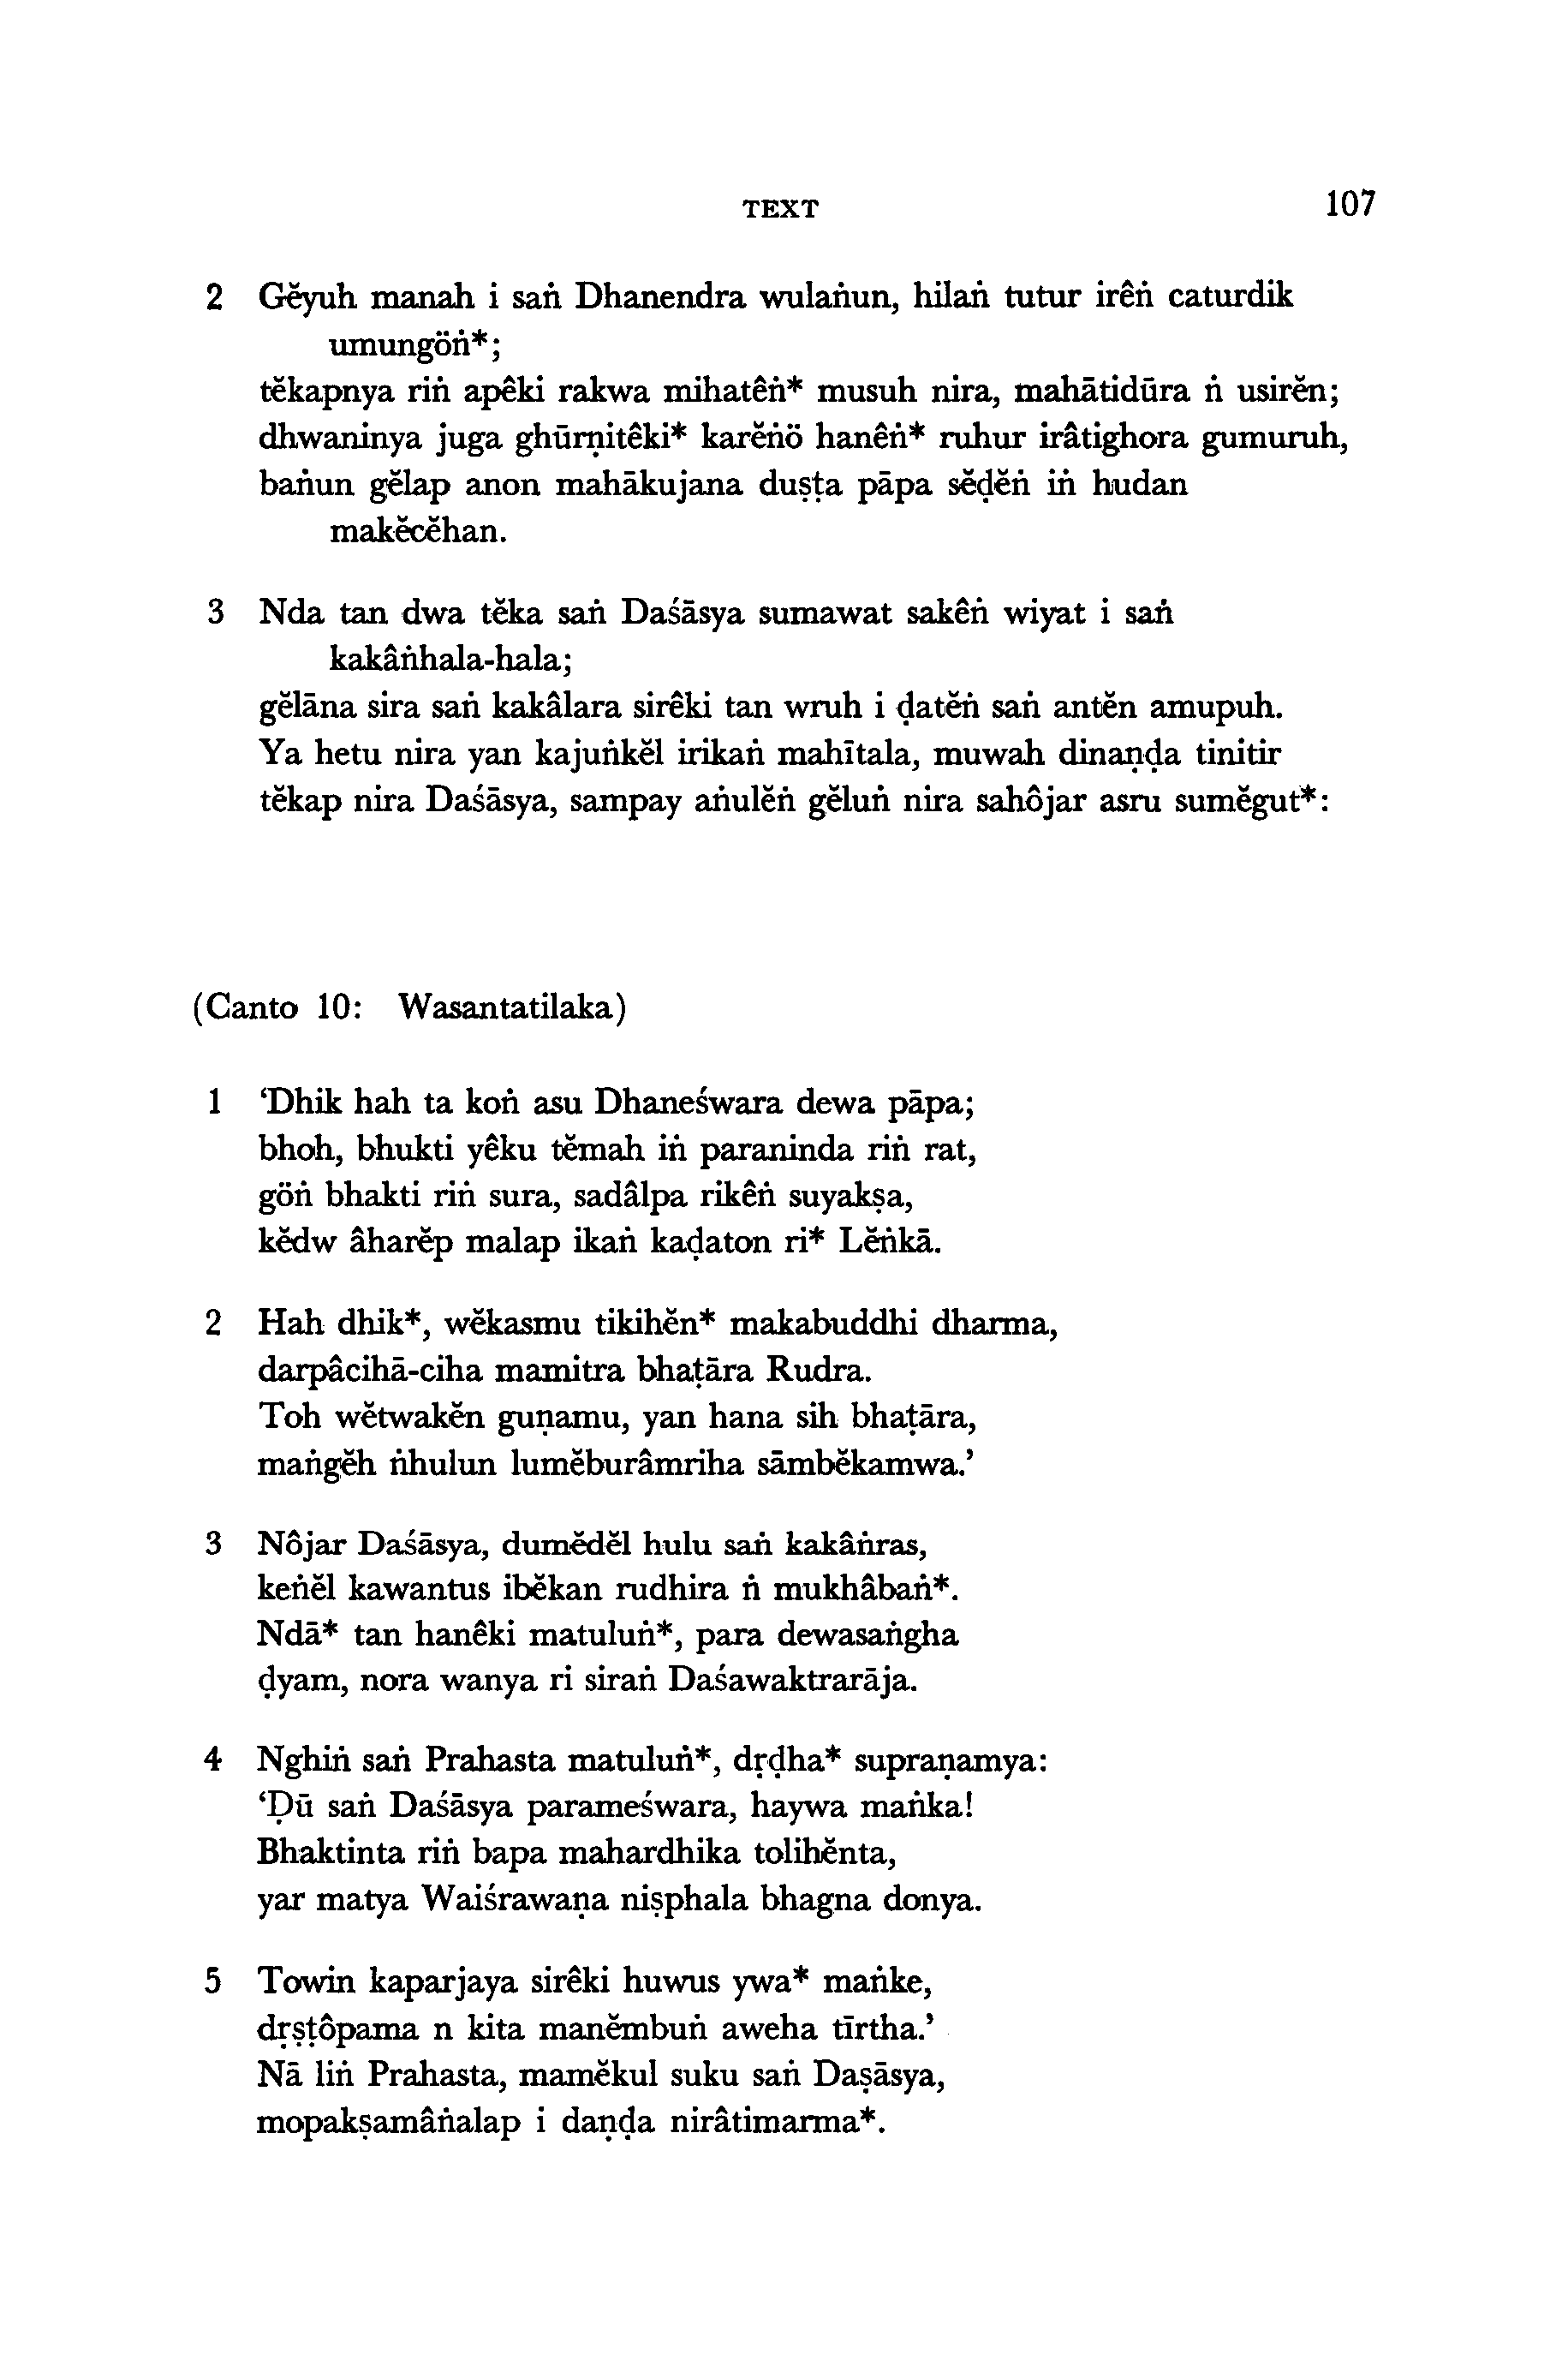 TEXT 107
2 Gĕyuh manah i saṅ Dhanendra wulaṅun, hilaṅ tutur irêṅ caturdik
umungöṅ*;
tĕkapnya riṅ apêki rakwa mihatêṅ* musuh nira, mahātidūra ṅ usirĕn;
dhwaninya juga ghūrṇitêki* karĕṅö hanêṅ* ruhur irâtighora gumuruh,
baṅun gĕlap anon mahākujana duṣṭa pāpa sĕḍĕṅ iṅ hudan
makĕcĕhan.
3 Nda tan dwa tĕka saṅ Daśāsya sumawat sakêṅ wiyat i saṅ
kakâṅhala-hala;
gĕlāna sira saṅ kakâlara sirêki tan wruh i ḍatĕṅ saṅ antĕn amupuh.
Ya hetu nira yan kajuṅkĕl irikaṅ mahītala, muwah dinaṇḍa tinitir
tĕkap nira Daśāsya, sampay aṅulĕṅ gĕluṅ nira sahôjar asru sumĕgut*:
(Canto 10: Wasantatilaka)
1 ‘Dhik hah ta koṅ asu Dhaneśwara dewa pāpa;
bhoh, bhukti yêku tĕmah iṅ paraninda riṅ rat,
göṅ bhakti riṅ sura, sadâlpa rikêṅ suyakṣa,
kĕdw âharĕp malap ikaṅ kaḍaton ri* Lĕṅkā.
2 Hah dhik*, wĕkasmu tikihĕn* makabuddhi dharma,
darpâcihā-ciha mamitra bhaṭāra Rudra.
Toh wĕtwakĕn guṇamu, yan hana sih bhaṭāra,
maṅgĕh ṅhulun lumĕburâmriha sāmbĕkamwa.’
3 Nôjar Daśāsya, dumĕdĕl hulu saṅ kakâṅras,
keṅĕl kawantus ibĕkan rudhira ṅ mukhâbaṅ*.
Ndā* tan hanêki matuluṅ*, para dewasaṅgha
ḍyam, nora wanya ri siraṅ Daśawaktrarāja.
4 Nghiṅ saṅ Prahasta matuluṅ*, dṛḍha* supraṇamya:
‘Ḍū saṅ Daśāsya parameśwara, haywa maṅka!
Bhaktinta riṅ bapa mahardhika tolihĕnta,
yar matya Waiśrawaṇa niṣphala bhagna donya.
5 Towin kaparjaya sirêki huwus ywa* maṅke,
dṛṣṭôpama n kita manĕmbuṅ aweha tīrtha.’
Nā liṅ Prahasta, mamĕkul suku saṅ Daṣāsya,
mopakṣamâṅalap i daṇḍa nirâtimarma*.